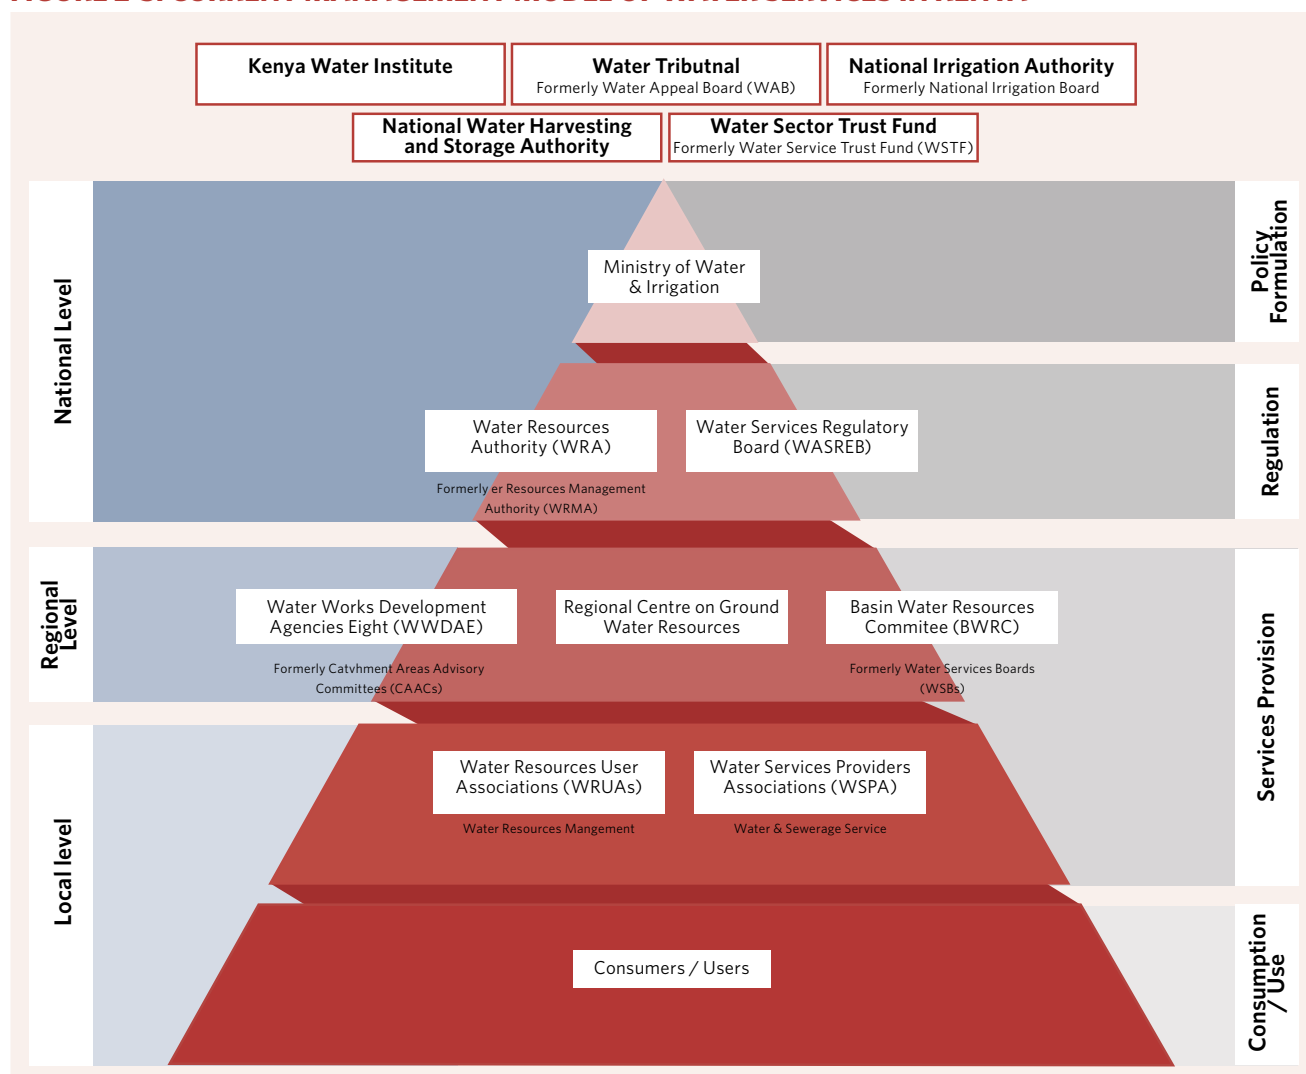 Kenya Water Institute
Water Tributnal
Formerly Water Appeal Board (WAB)
National Irrigation Authority
Formerly National Irrigation Board
National Water Harvesting
and Storage Authority
Water Sector Trust Fund
Formerly Water Service Trust Fund (WSTF)
National Level
Policy
Formulation
Ministry of Water
& Irrigation
Regulation
Water Resources
Authority (WRA)
Formerly er Resources Management
Authority (WRMA)
Water Services Regulatory
Board (WASREB)
Regional
Level
Services Provision
Water Works Development
Agencies Eight (WWDAE)
Formerly Catvhment Areas Advisory
Committees (CAACs)
Regional Centre on Ground
Water Resources
Basin Water Resources
Commitee (BWRC)
Formerly Water Services Boards
(WSBs)
Local level
Water Resources User
Associations (WRUAs)
Water Resources Mangement
Water Services Providers
Associations (WSPA)
Water & Sewerage Service
Consumption
/ Use
Consumers / Users